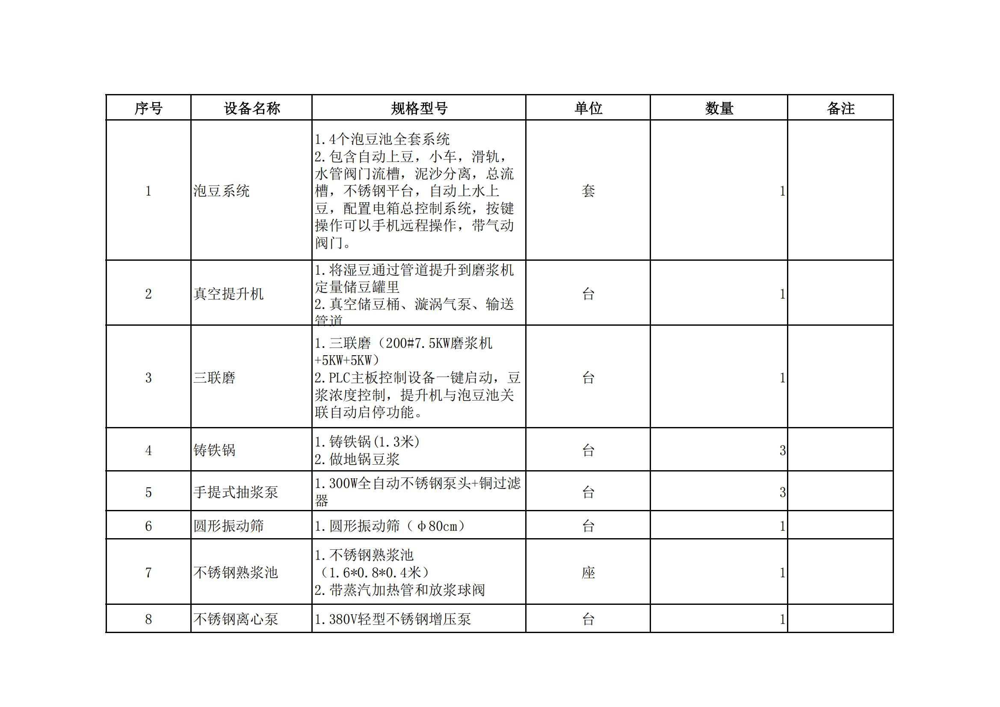 序号 设备名称 规格型号 单位 数量 备注
1.4个泡豆池全套系统
2.包含自动上豆，小车，滑轨，
水管阀门流槽，泥沙分离，总流
1 泡豆系统 槽，不锈钢平台，自动上水上 套 1
豆，配置电箱总控制系统，按键
操作可以手机远程操作，带气动
阀门。
1.将湿豆通过管道提升到磨浆机
定量储豆罐里
2 真空提升机 台 1
2.真空储豆桶、漩涡气泵、输送
管道
1.三联磨（200#7.5KW磨浆机
+5KW+5KW）
3 三联磨 2.PLC主板控制设备一键启动，豆 台 1
浆浓度控制，提升机与泡豆池关
联自动启停功能。
1.铸铁锅(1.3米)
4 铸铁锅 台 3
2.做地锅豆浆
1.300W全自动不锈钢泵头+铜过滤
5 手提式抽浆泵 台 3
器
6 圆形振动筛 1.圆形振动筛（φ80cm） 台 1
1.不锈钢熟浆池
7 不锈钢熟浆池 （1.6*0.8*0.4米） 座 1
2.带蒸汽加热管和放浆球阀
8 不锈钢离心泵 1.380V轻型不锈钢增压泵 台 1